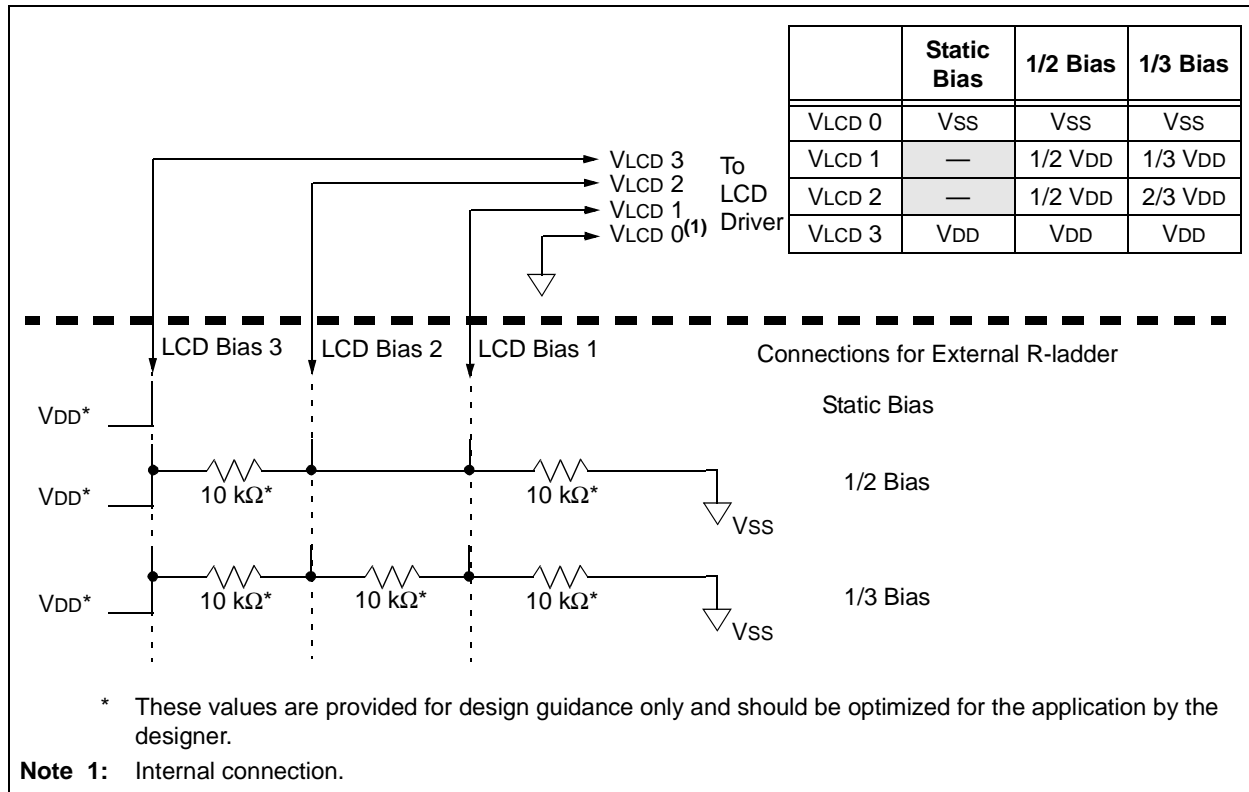 Static Bias 1/2 Bias 1/3 Bias
VLCD 0 VSS VSS VSS
VLCD 1 — 1/2 VDD 1/3 VDD
VLCD 2 — 1/2 VDD 2/3 VDD
VLCD 3 VDD VDD VDD
VLCD 3
VLCD 2
VLCD 1
VLCD 0(1)
To
LCD
Driver
LCD Bias 3 LCD Bias 2 LCD Bias 1 Connections for External R-ladder
VDD* Static Bias
VDD* 10 kΩ* 10 kΩ* VSS 1/2 Bias
VDD* 10 kΩ* 10 kΩ* 10 kΩ* VSS 1/3 Bias
* These values are provided for design guidance only and should be optimized for the application by the
designer.
Note 1: Internal connection.